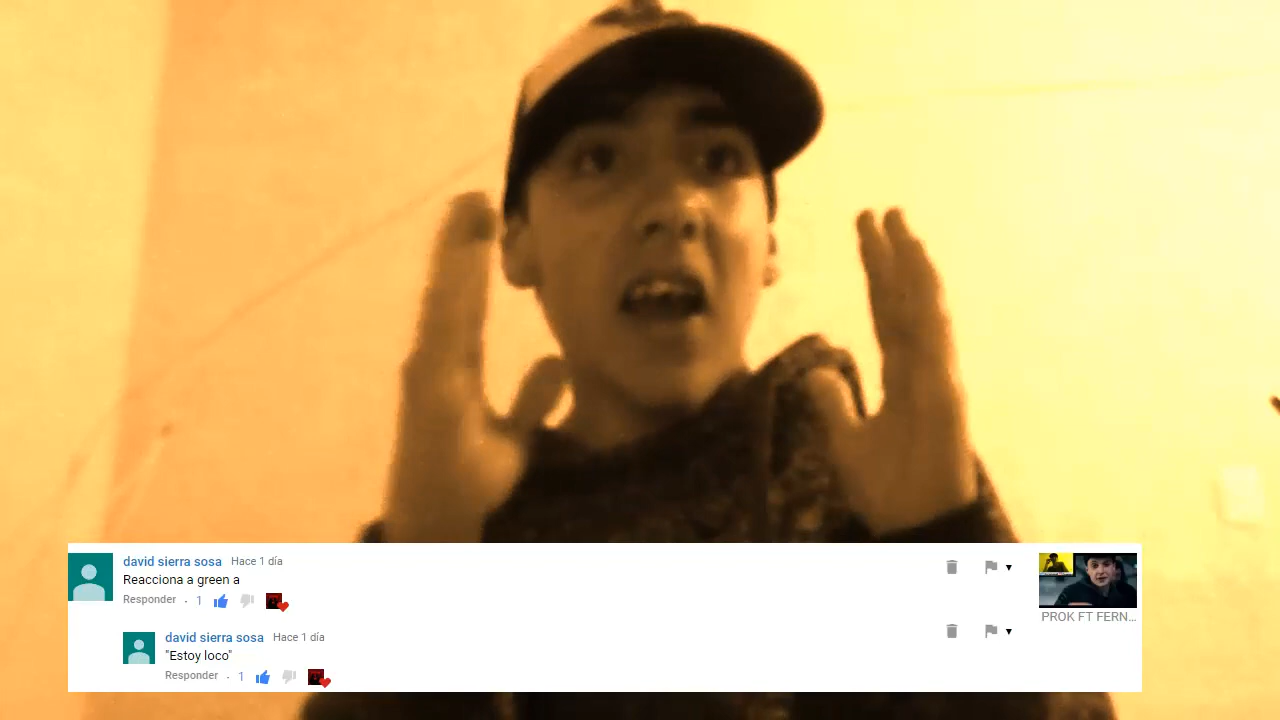 david sierra sosa Hace 1 día
Reacciona a green a
Responder . 1
PROK FT FERN...
david sierra sosa Hace 1 día
"Estoy loco"
Responder . 1